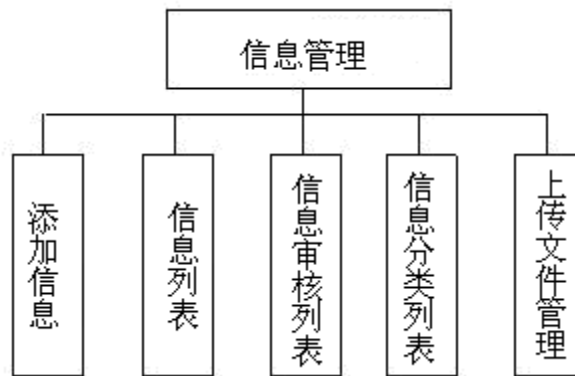 信息管理
添加信息
信息列表
信息审核列表
信息分类列表
上传文件管理